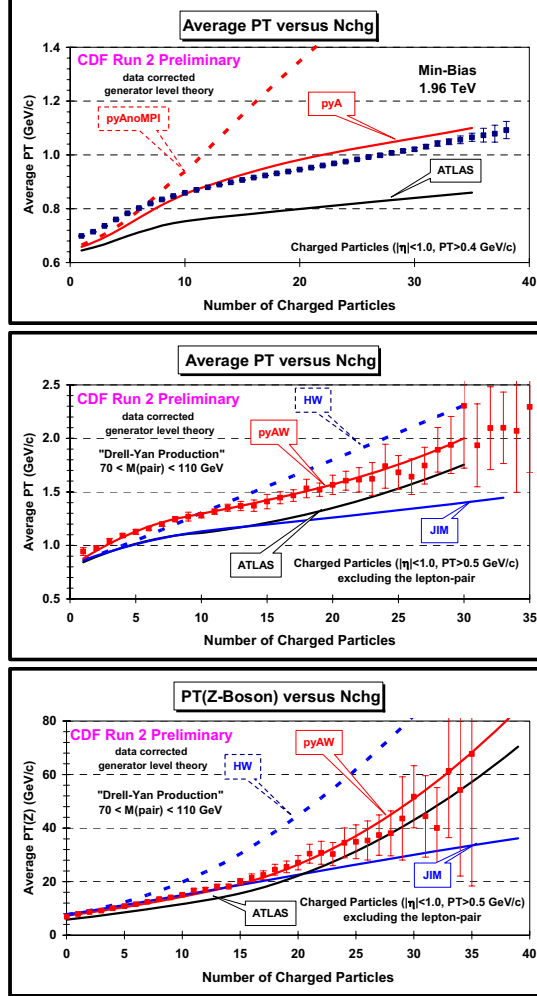 Average PT versus Nchg
CDF Run 2 Preliminary
data corrected
generator level theory
Min-Bias
1.96 TeV
pyAnoMPI
pyA
ATLAS
Charged Particles (|η|<1.0, PT>0.4 GeV/c)
Average PT (GeV/c)
1.4
1.2
1.0
0.8
0.6
0 10 20 30 40
Number of Charged Particles
Average PT versus Nchg
CDF Run 2 Preliminary
data corrected
generator level theory
"Drell-Yan Production"
70 < M(pair) < 110 GeV
HW
pyAW
JIM
ATLAS
Charged Particles (|η|<1.0, PT>0.5 GeV/c)
excluding the lepton-pair
Average PT (GeV/c)
2.5
2.0
1.5
1.0
0.5
0 5 10 15 20 25 30 35
Number of Charged Particles
PT(Z-Boson) versus Nchg
CDF Run 2 Preliminary
data corrected
generator level theory
"Drell-Yan Production"
70 < M(pair) < 110 GeV
HW
pyAW
JIM
ATLAS
Charged Particles (|η|<1.0, PT>0.5 GeV/c)
excluding the lepton-pair
Average PT(Z) (GeV/c)
80
60
40
20
0
0 5 10 15 20 25 30 35 40
Number of Charged Particles